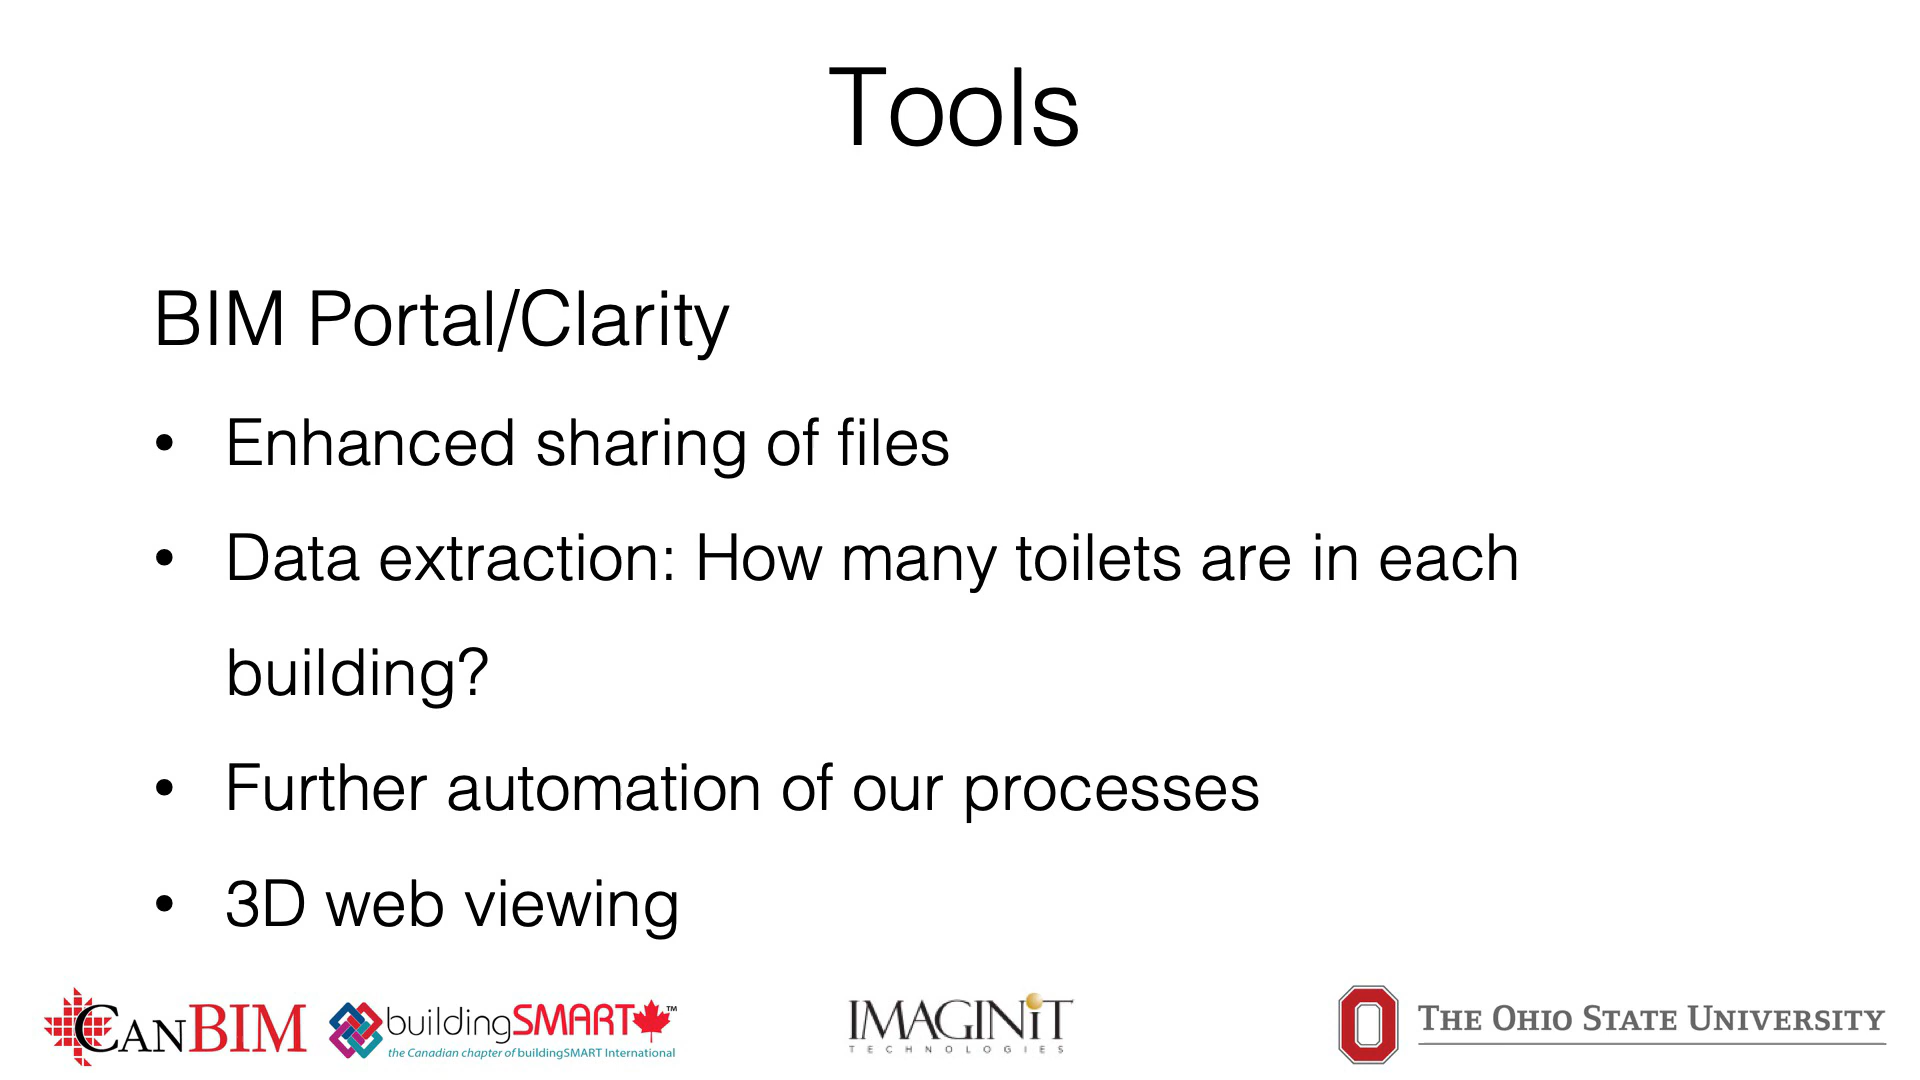 Tools
BIM Portal/Clarity
• Enhanced sharing of files
• Data extraction: How many toilets are in each
building?
• Further automation of our processes
• 3D web viewing
CANBIM
buildingSMART™
the Canadian chapter of buildingSMART International
IMAGINiT
TECHNOLOGIES
THE OHIO STATE UNIVERSITY